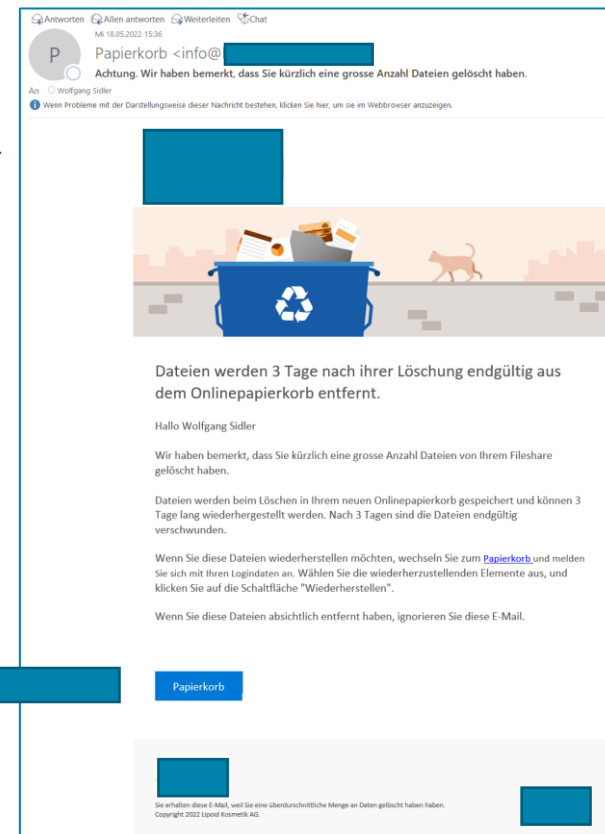 Antworten Allen antworten Weiterleiten Chat
Mi 18.05.2022 15:36
P
Papierkorb <info@
Achtung. Wir haben bemerkt, dass Sie kürzlich eine grosse Anzahl Dateien gelöscht haben.
An Wolfgang Sidler
Wenn Probleme mit der Darstellungsweise dieser Nachricht bestehen, klicken Sie hier, um sie im Webbrowser anzuzeigen.
Dateien werden 3 Tage nach ihrer Löschung endgültig aus
dem Onlinepapierkorb entfernt.
Hallo Wolfgang Sidler
Wir haben bemerkt, dass Sie kürzlich eine grosse Anzahl Dateien von Ihrem Fileshare
gelöscht haben.
Dateien werden beim Löschen in Ihrem neuen Onlinepapierkorb gespeichert und können 3
Tage lang wiederhergestellt werden. Nach 3 Tagen sind die Dateien endgültig
verschwunden.
Wenn Sie diese Dateien wiederherstellen möchten, wechseln Sie zum Papierkorb und melden
Sie sich mit Ihren Logindaten an. Wählen Sie die wiederherzustellenden Elemente aus, und
klicken Sie auf die Schaltfläche "Wiederherstellen".
Wenn Sie diese Dateien absichtlich entfernt haben, ignorieren Sie diese E-Mail.
Papierkorb
Sie erhalten diese E-Mail, weil Sie eine überdurchschnittliche Menge an Daten gelöscht haben haben.
Copyright 2022 Lipoid Kosmetik AG.